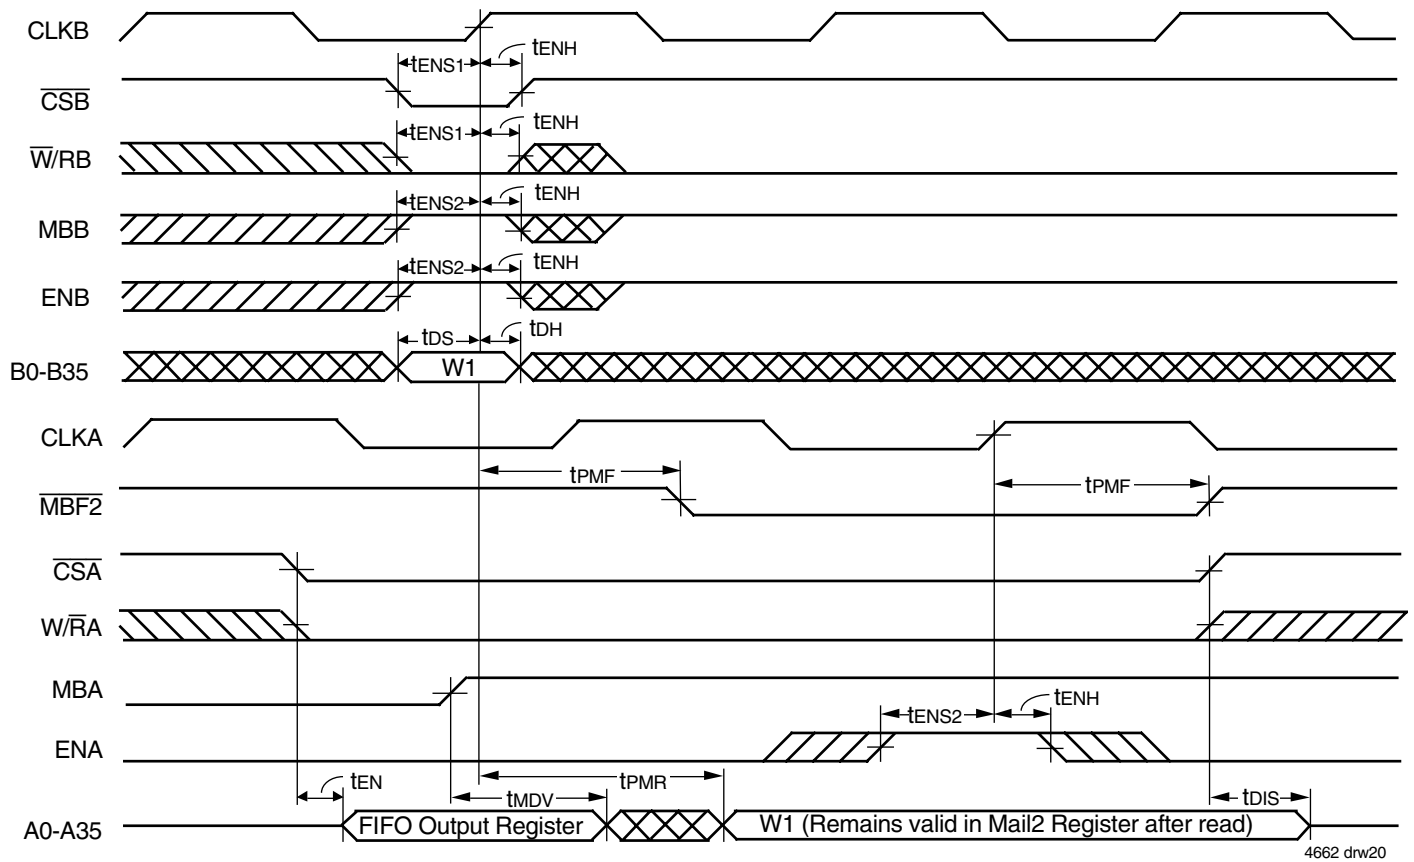 CLKB
tENS1 tENH
CSB
tENS1 tENH
W/RB
tENS2 tENH
MBB
tENS2 tENH
ENB
tDS tDH
B0-B35 W1
CLKA
tPMF tPMF
MBF2
CSA
W/RA
MBA
tENS2 tENH
ENA
tEN tMDV tPMR tDIS
A0-A35 FIFO Output Register W1 (Remains valid in Mail2 Register after read)
4662 drw20